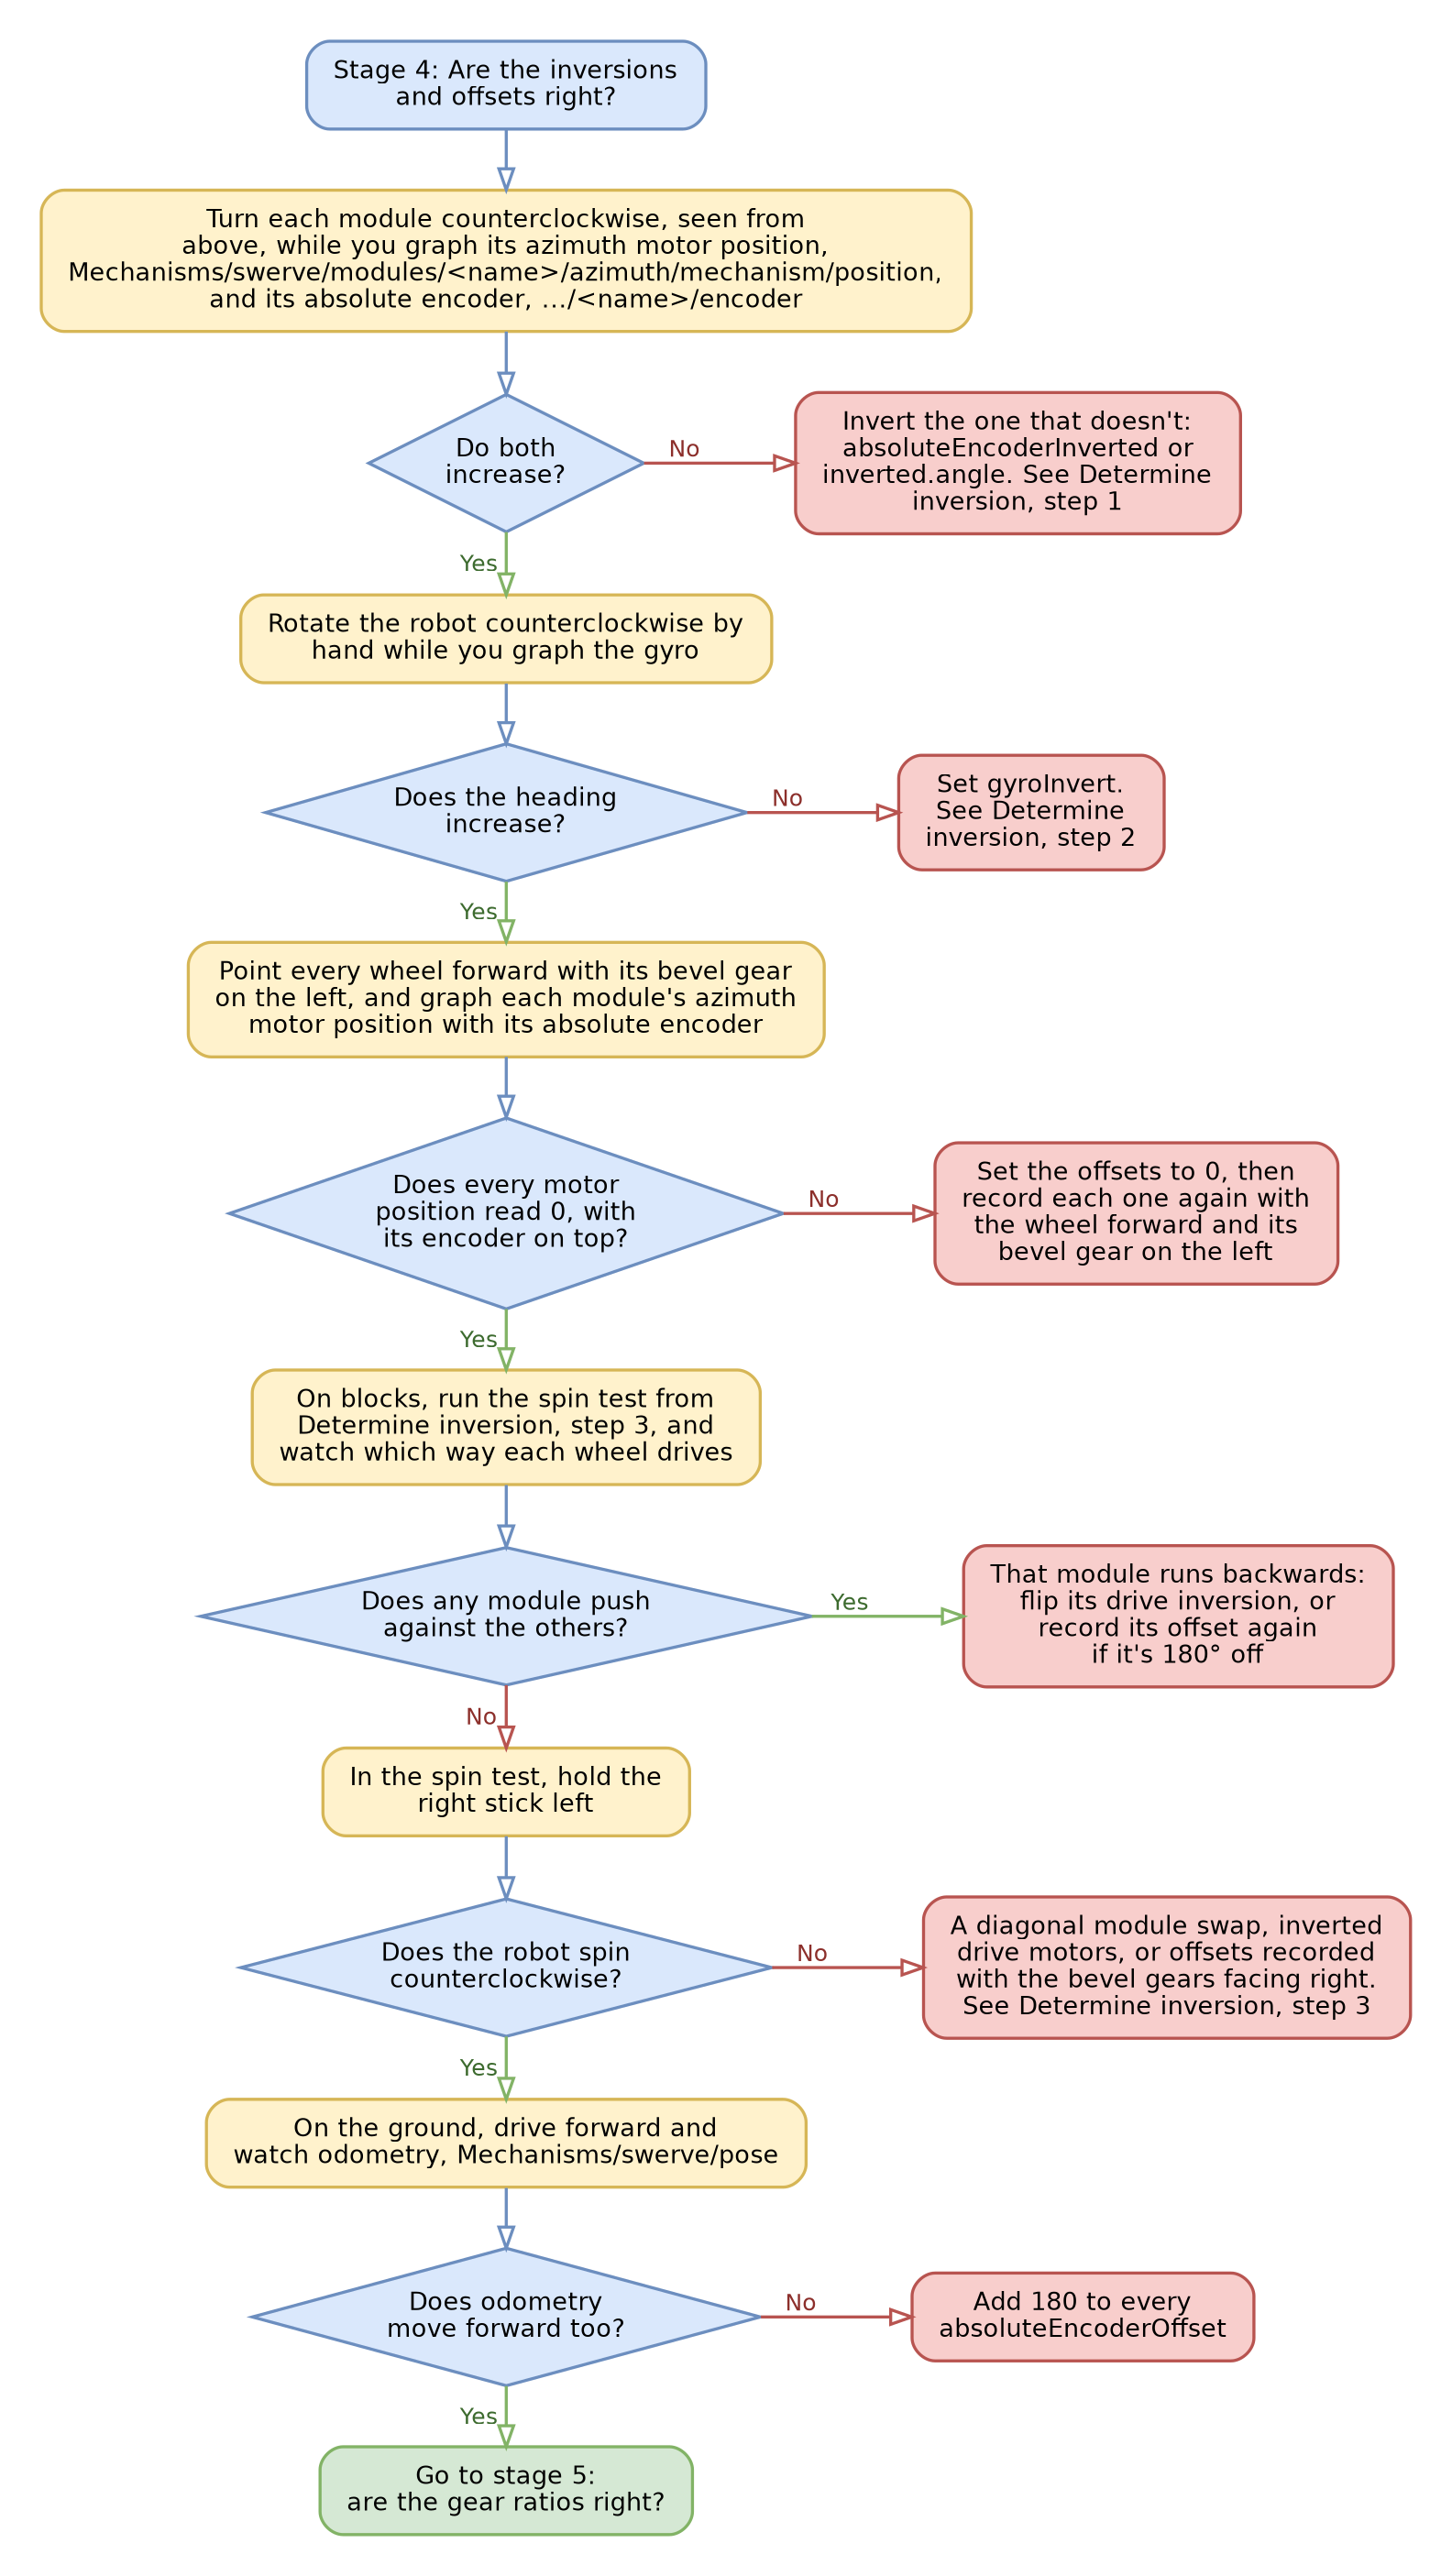 Stage 4: Are the inversions
and offsets right?
Turn each module counterclockwise, seen from
above, while you graph its azimuth motor position,
Mechanisms/swerve/modules/<name>/azimuth/mechanism/position,
and its absolute encoder, …/<name>/encoder
Do both
increase?
No
Invert the one that doesn't:
absoluteEncoderInverted or
inverted.angle. See Determine
inversion, step 1
Yes
Rotate the robot counterclockwise by
hand while you graph the gyro
Does the heading
increase?
No
Set gyroInvert.
See Determine
inversion, step 2
Yes
Point every wheel forward with its bevel gear
on the left, and graph each module's azimuth
motor position with its absolute encoder
Does every motor
position read 0, with
its encoder on top?
No
Set the offsets to 0, then
record each one again with
the wheel forward and its
bevel gear on the left
Yes
On blocks, run the spin test from
Determine inversion, step 3, and
watch which way each wheel drives
Does any module push
against the others?
Yes
That module runs backwards:
flip its drive inversion, or
record its offset again
if it's 180° off
No
In the spin test, hold the
right stick left
Does the robot spin
counterclockwise?
No
A diagonal module swap, inverted
drive motors, or offsets recorded
with the bevel gears facing right.
See Determine inversion, step 3
Yes
On the ground, drive forward and
watch odometry, Mechanisms/swerve/pose
Does odometry
move forward too?
No
Add 180 to every
absoluteEncoderOffset
Yes
Go to stage 5:
are the gear ratios right?